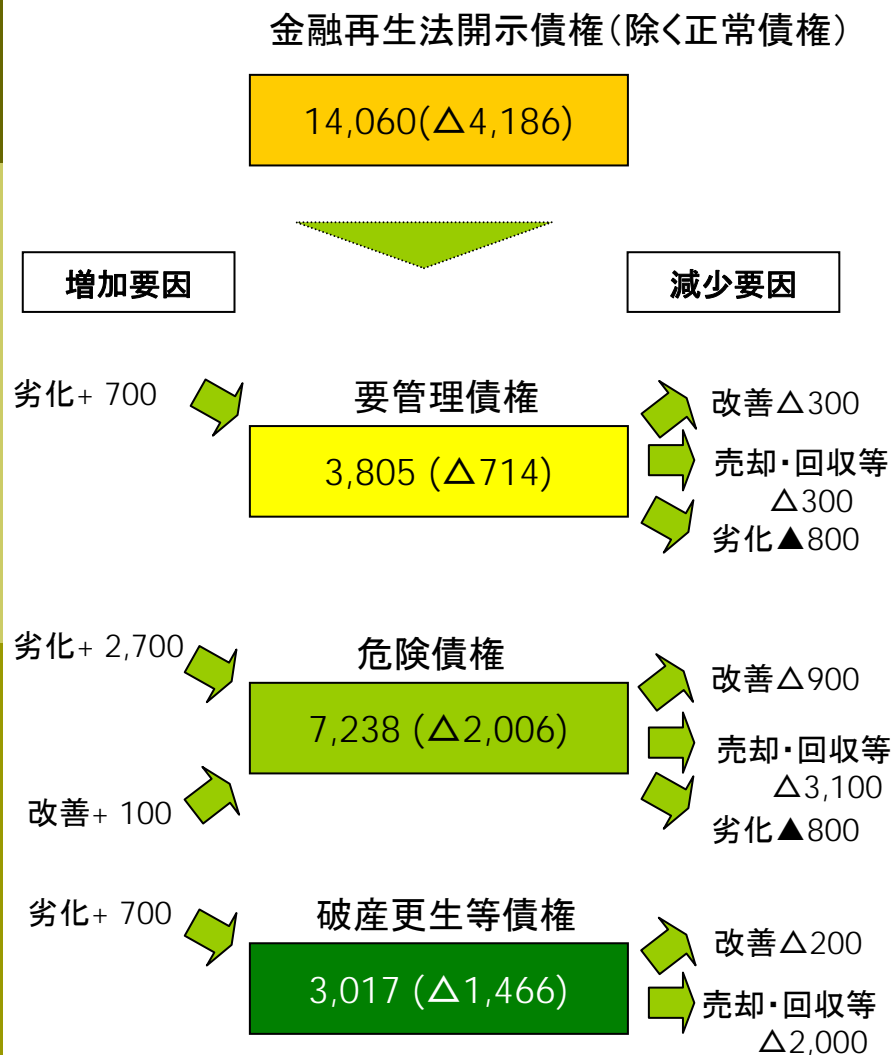 金融再生法開示債権（除く正常債権）
14,060(△4,186)
増加要因
減少要因
劣化+ 700
要管理債権
3,805 (△714)
改善△300
売却・回収等
△300
劣化▲800
劣化+ 2,700
改善+ 100
危険債権
7,238 (△2,006)
改善△900
売却・回収等
△3,100
劣化▲800
劣化+ 700
破産更生等債権
3,017 (△1,466)
改善△200
売却・回収等
△2,000